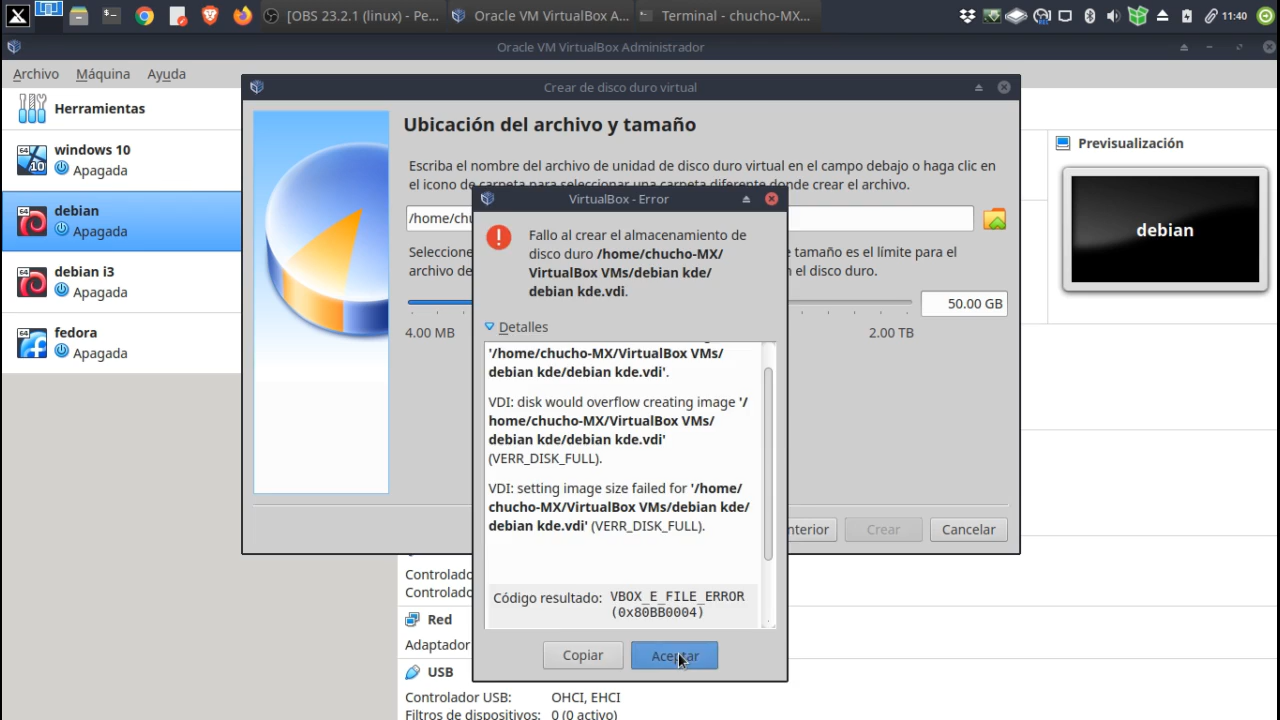 [OBS 23.2.1 (linux) - Pe...
Oracle VM VirtualBox A...
Terminal - chucho-MX...
11:40
Oracle VM VirtualBox Administrador
Archivo Máquina Ayuda
Herramientas
64
10
windows 10
Apagada
64
debian
Apagada
64
debian i3
Apagada
64
fedora
Apagada
Crear de disco duro virtual
Ubicación del archivo y tamaño
Escriba el nombre del archivo de unidad de disco duro virtual en el campo debajo o haga clic en
el icono de carpeta para seleccionar una carpeta diferente donde crear el archivo.
/home/chu
Seleccione
tamaño es el límite para el
archivo de
en el disco duro.
50.00 GB
4.00 MB
2.00 TB
nterior
Crear
Cancelar
VirtualBox - Error
Fallo al crear el almacenamiento de
disco duro /home/chucho-MX/
VirtualBox VMs/debian kde/
debian kde.vdi.
Detalles
'/home/chucho-MX/VirtualBox VMs/
debian kde/debian kde.vdi'.
VDI: disk would overflow creating image '/
home/chucho-MX/VirtualBox VMs/
debian kde/debian kde.vdi'
(VERR_DISK_FULL).
VDI: setting image size failed for '/home/
chucho-MX/VirtualBox VMs/debian kde/
debian kde.vdi' (VERR_DISK_FULL).
Código resultado: VBOX_E_FILE_ERROR
(0x80BB0004)
Copiar
Aceptar
Previsualización
debian
Controlado
Controlado
Red
Adaptador
USB
Controlador USB: OHCI, EHCI
Filtros de dispositivos: 0 (0 activo)